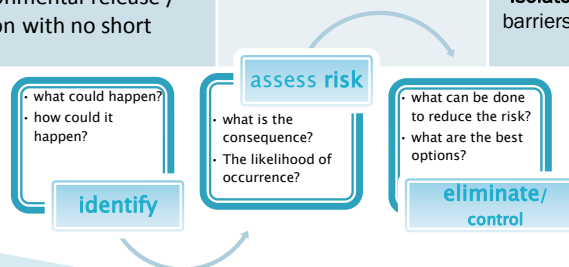 onmental release /
on with no short
barriers
• what could happen?
• how could it
happen?
identify
assess risk
• what is the
consequence?
• The likelihood of
occurrence?
• what can be done
to reduce the risk?
• what are the best
options?
eliminate/
control